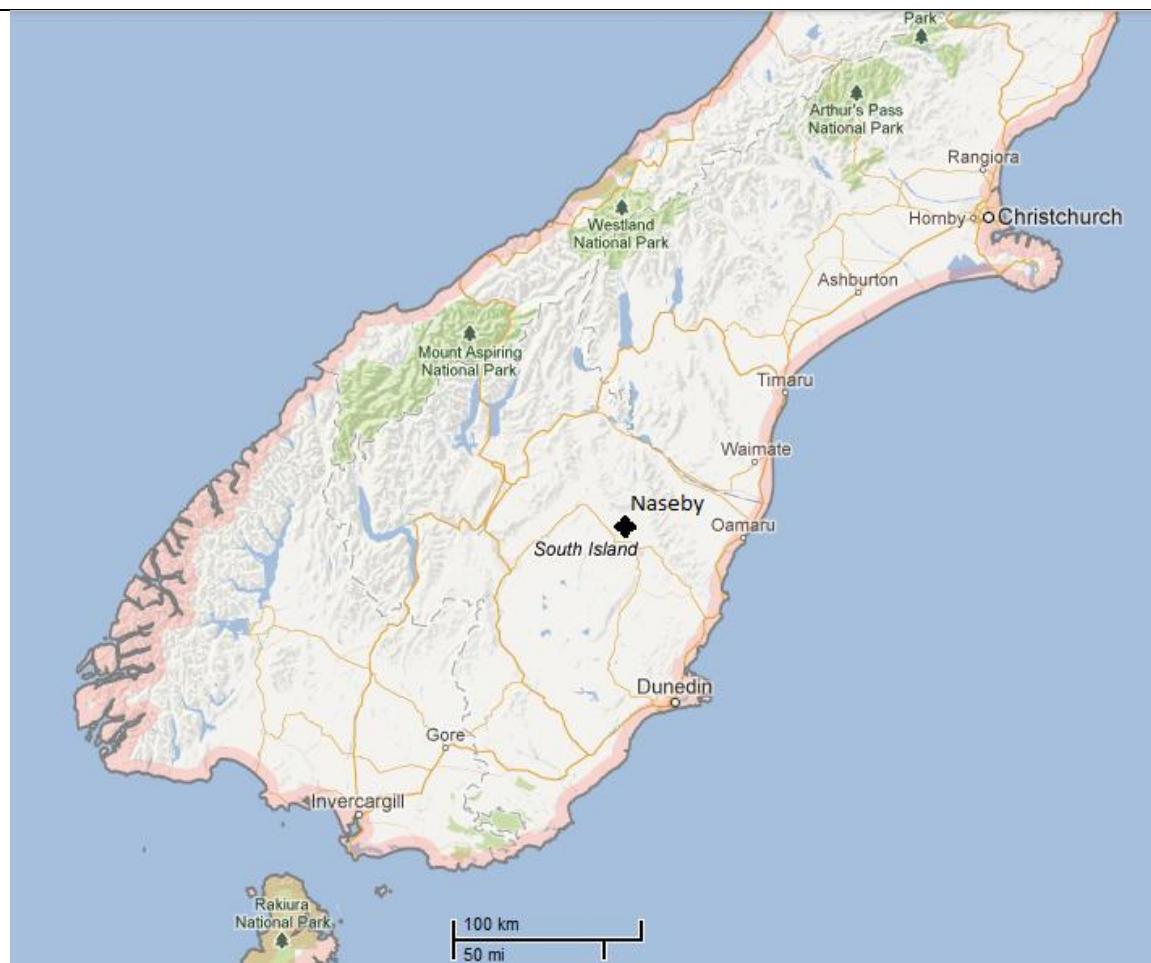 Park
Arthur's Pass
National Park
Rangiora
Hornby
Christchurch
Westland
National Park
Ashburton
Mount Aspiring
National Park
Timaru
Waimate
Naseby
Oamaru
South Island
Dunedin
Gore
Invercargill
Rakiura
National Park
100 km
50 mi